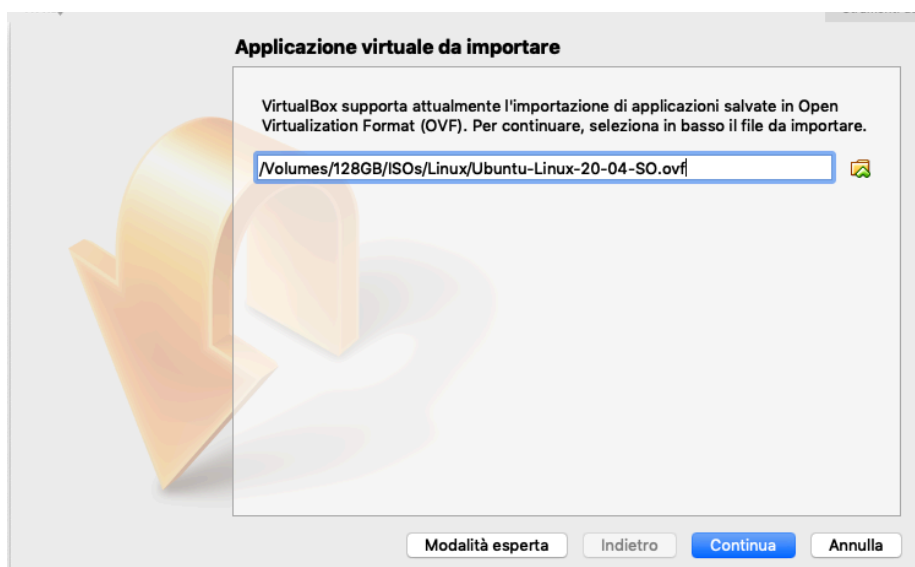 Applicazione virtuale da importare
VirtualBox supporta attualmente l'importazione di applicazioni salvate in Open
Virtualization Format (OVF). Per continuare, seleziona in basso il file da importare.
/Volumes/128GB/ISOs/Linux/Ubuntu-Linux-20-04-SO.ovf
Modalità esperta
Indietro
Continua
Annulla